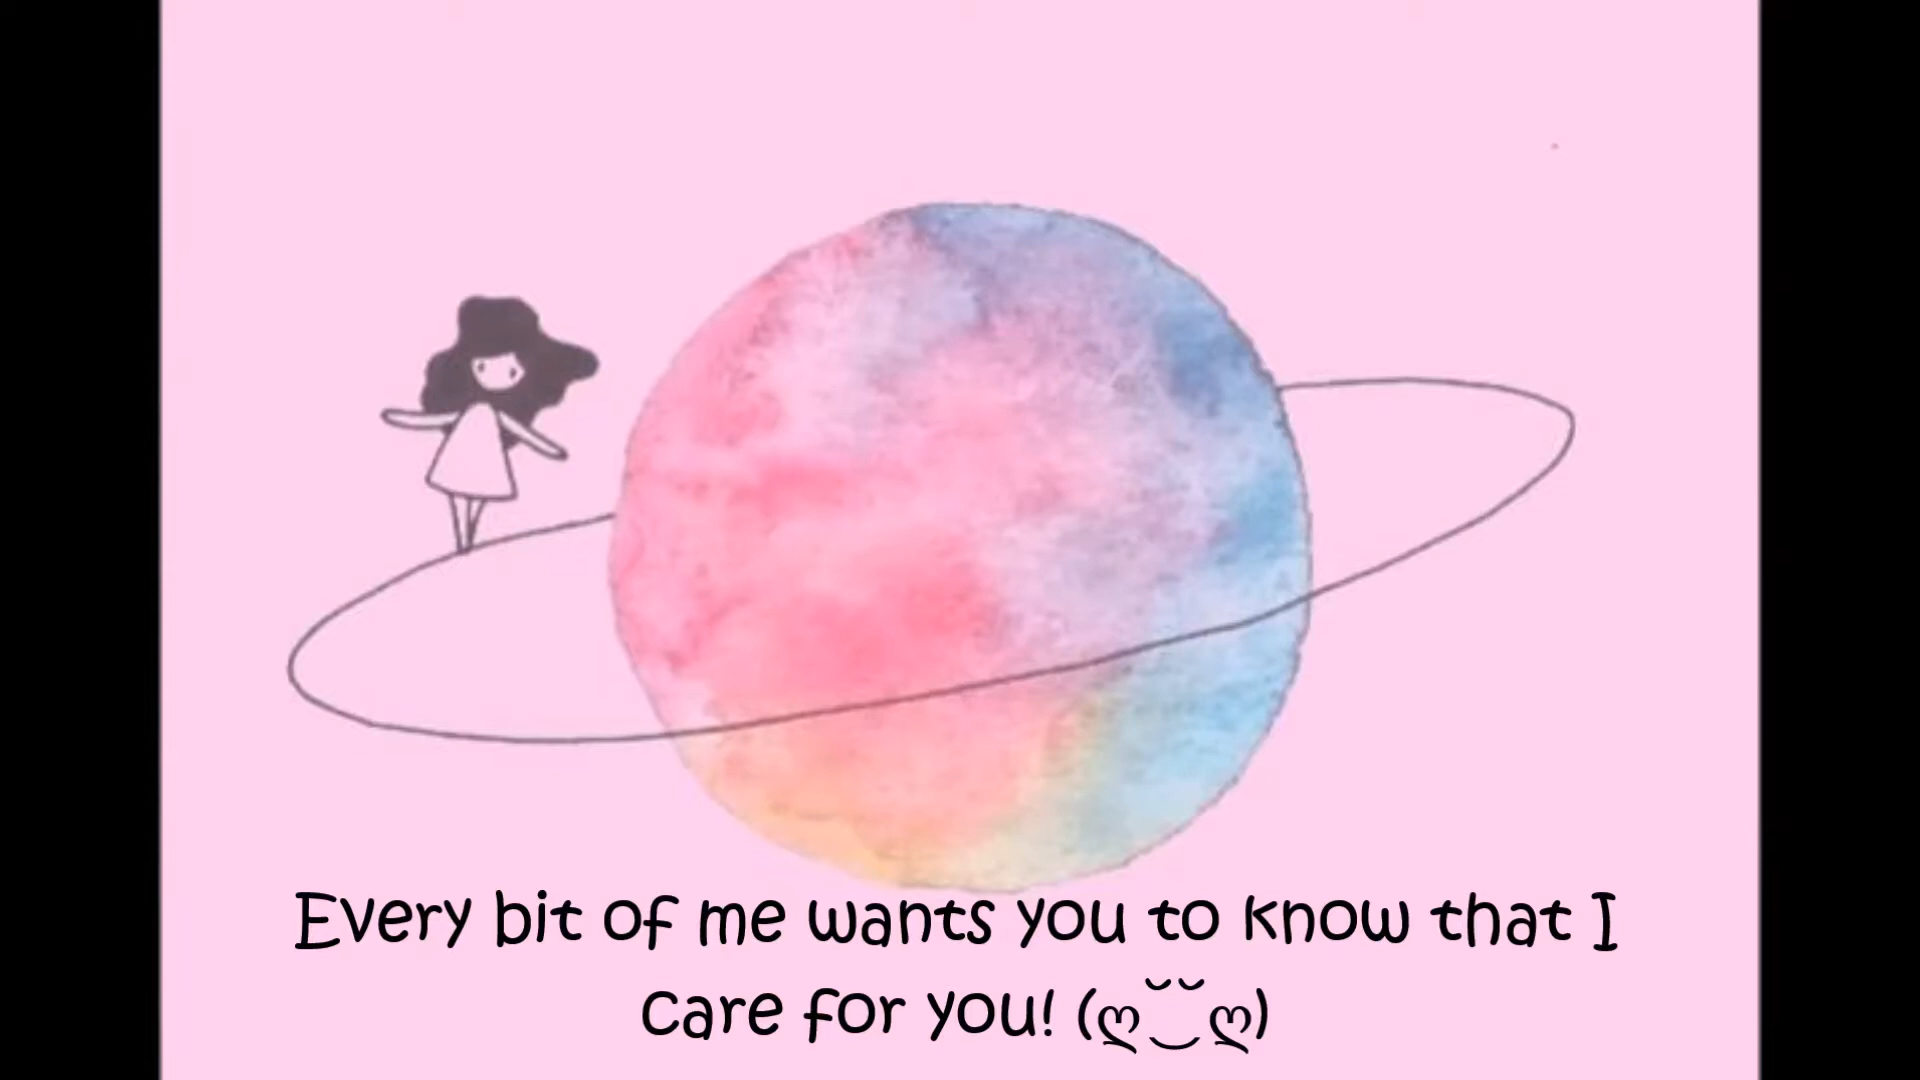 Every bit of me wants you to know that I
care for you! (ღ˘⌣˘ღ)